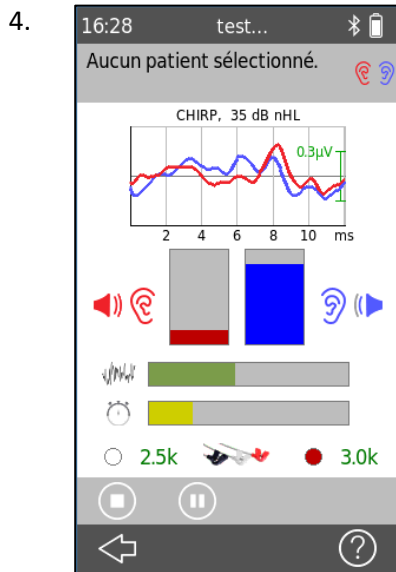 4.
16:28 test...
Aucun patient sélectionné.
CHIRP, 35 dB nHL
0.3µV
2 4 6 8 10 ms
2.5k 3.0k
?